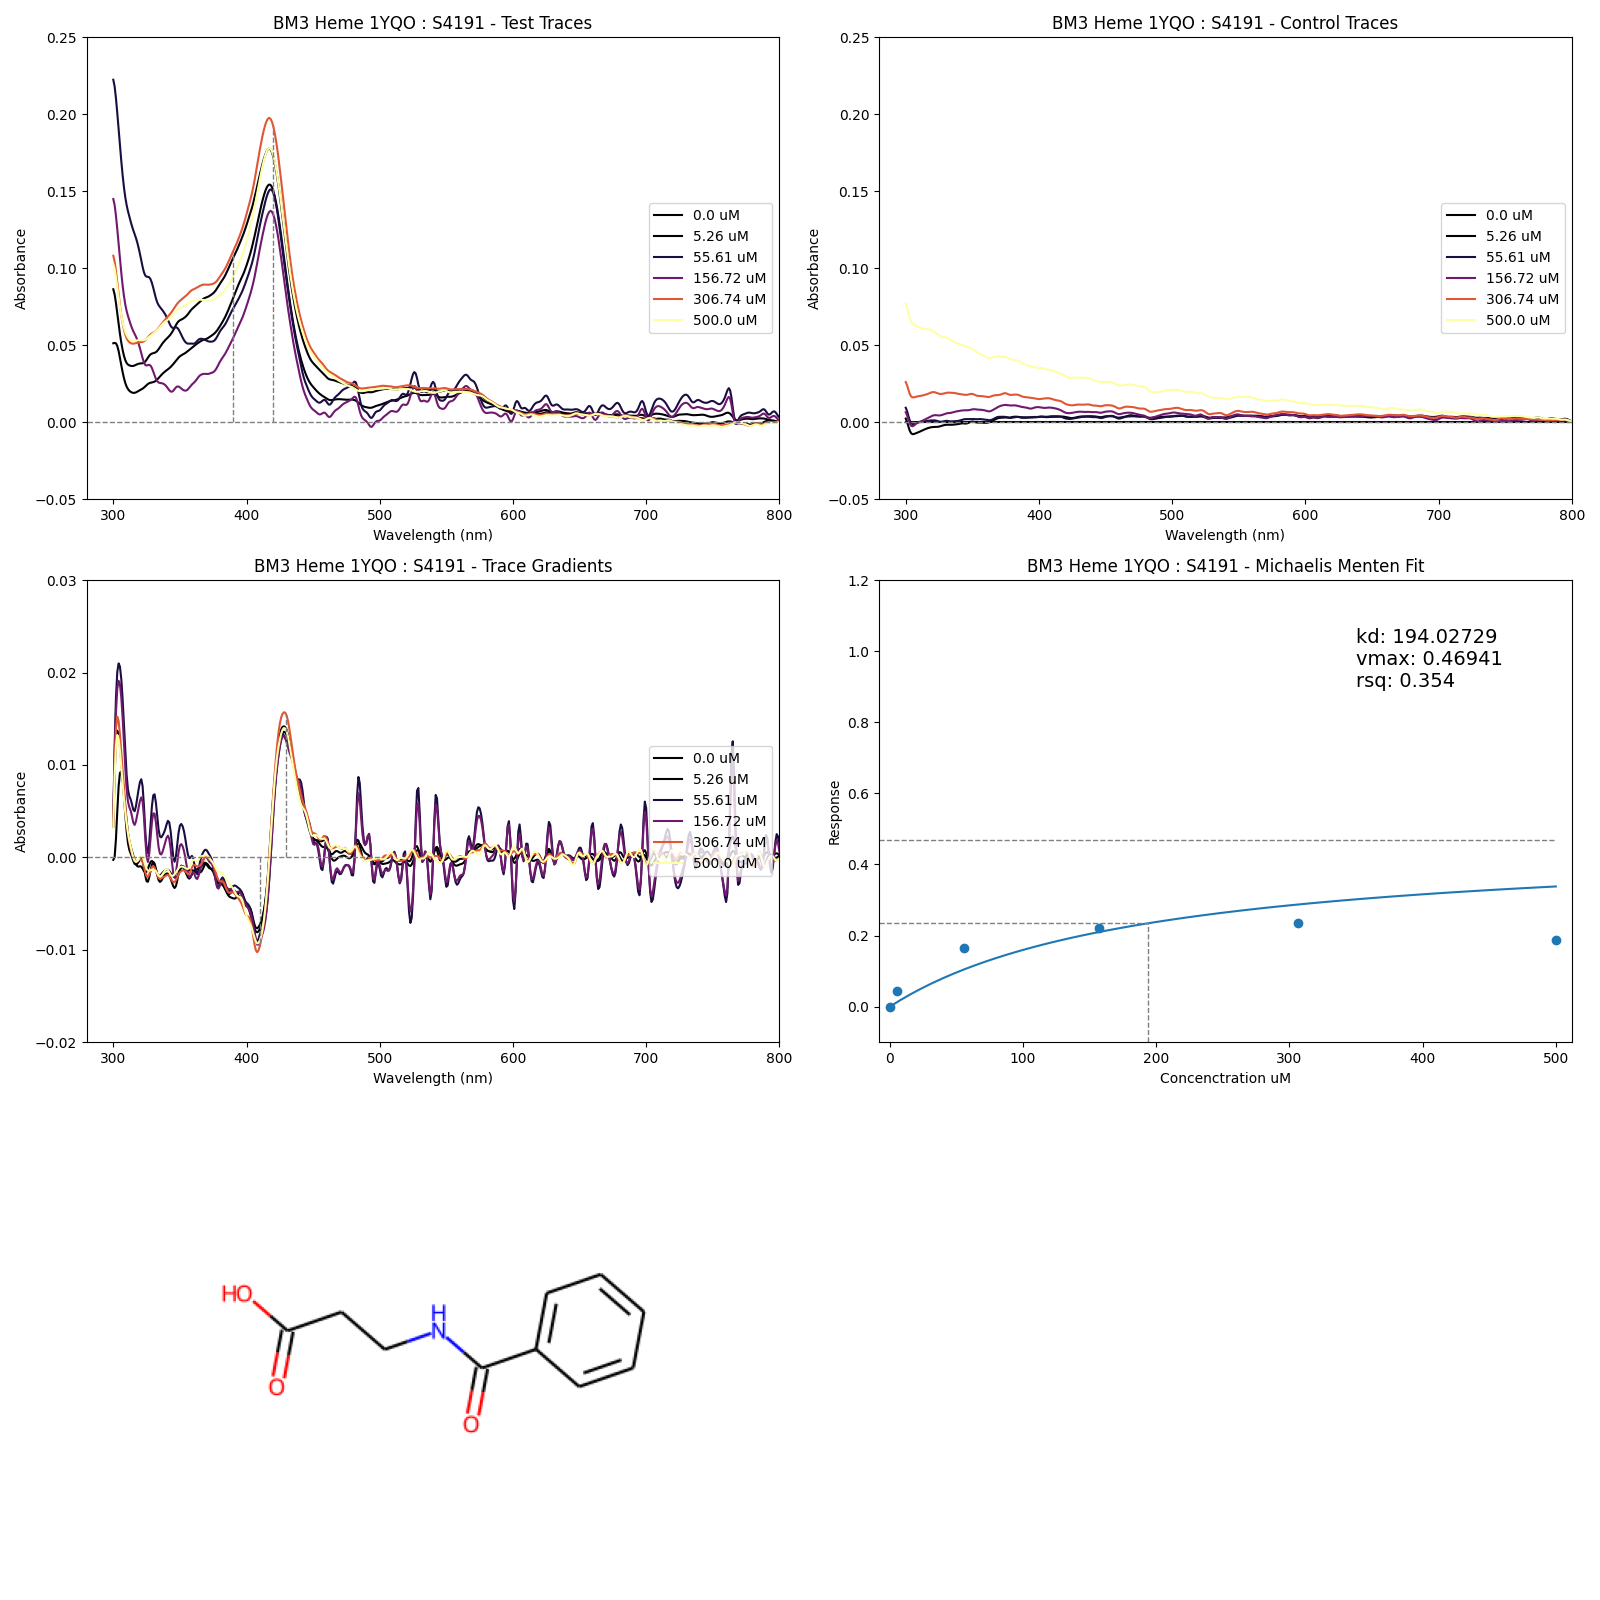 BM3 Heme 1YQO : S4191 - Test Traces
0.25
0.20
0.15
0.10
0.05
0.00
−0.05
Absorbance
300 400 500 600 700 800
Wavelength (nm)
0.0 uM
5.26 uM
55.61 uM
156.72 uM
306.74 uM
500.0 uM
BM3 Heme 1YQO : S4191 - Control Traces
0.25
0.20
0.15
0.10
0.05
0.00
−0.05
Absorbance
300 400 500 600 700 800
Wavelength (nm)
0.0 uM
5.26 uM
55.61 uM
156.72 uM
306.74 uM
500.0 uM
BM3 Heme 1YQO : S4191 - Trace Gradients
0.03
0.02
0.01
0.00
−0.01
−0.02
Absorbance
300 400 500 600 700 800
Wavelength (nm)
0.0 uM
5.26 uM
55.61 uM
156.72 uM
306.74 uM
500.0 uM
BM3 Heme 1YQO : S4191 - Michaelis Menten Fit
1.2
1.0
0.8
0.6
0.4
0.2
0.0
Response
kd: 194.02729
vmax: 0.46941
rsq: 0.354
0 100 200 300 400 500
Concenctration uM
HO
O
H
N
O